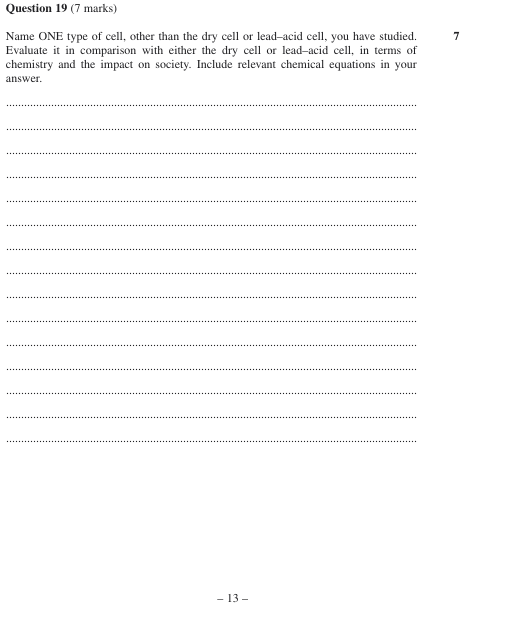 Question 19 (7 marks)
Name ONE type of cell, other than the dry cell or lead–acid cell, you have studied. 7
Evaluate it in comparison with either the dry cell or lead–acid cell, in terms of
chemistry and the impact on society. Include relevant chemical equations in your
answer.
– 13 –